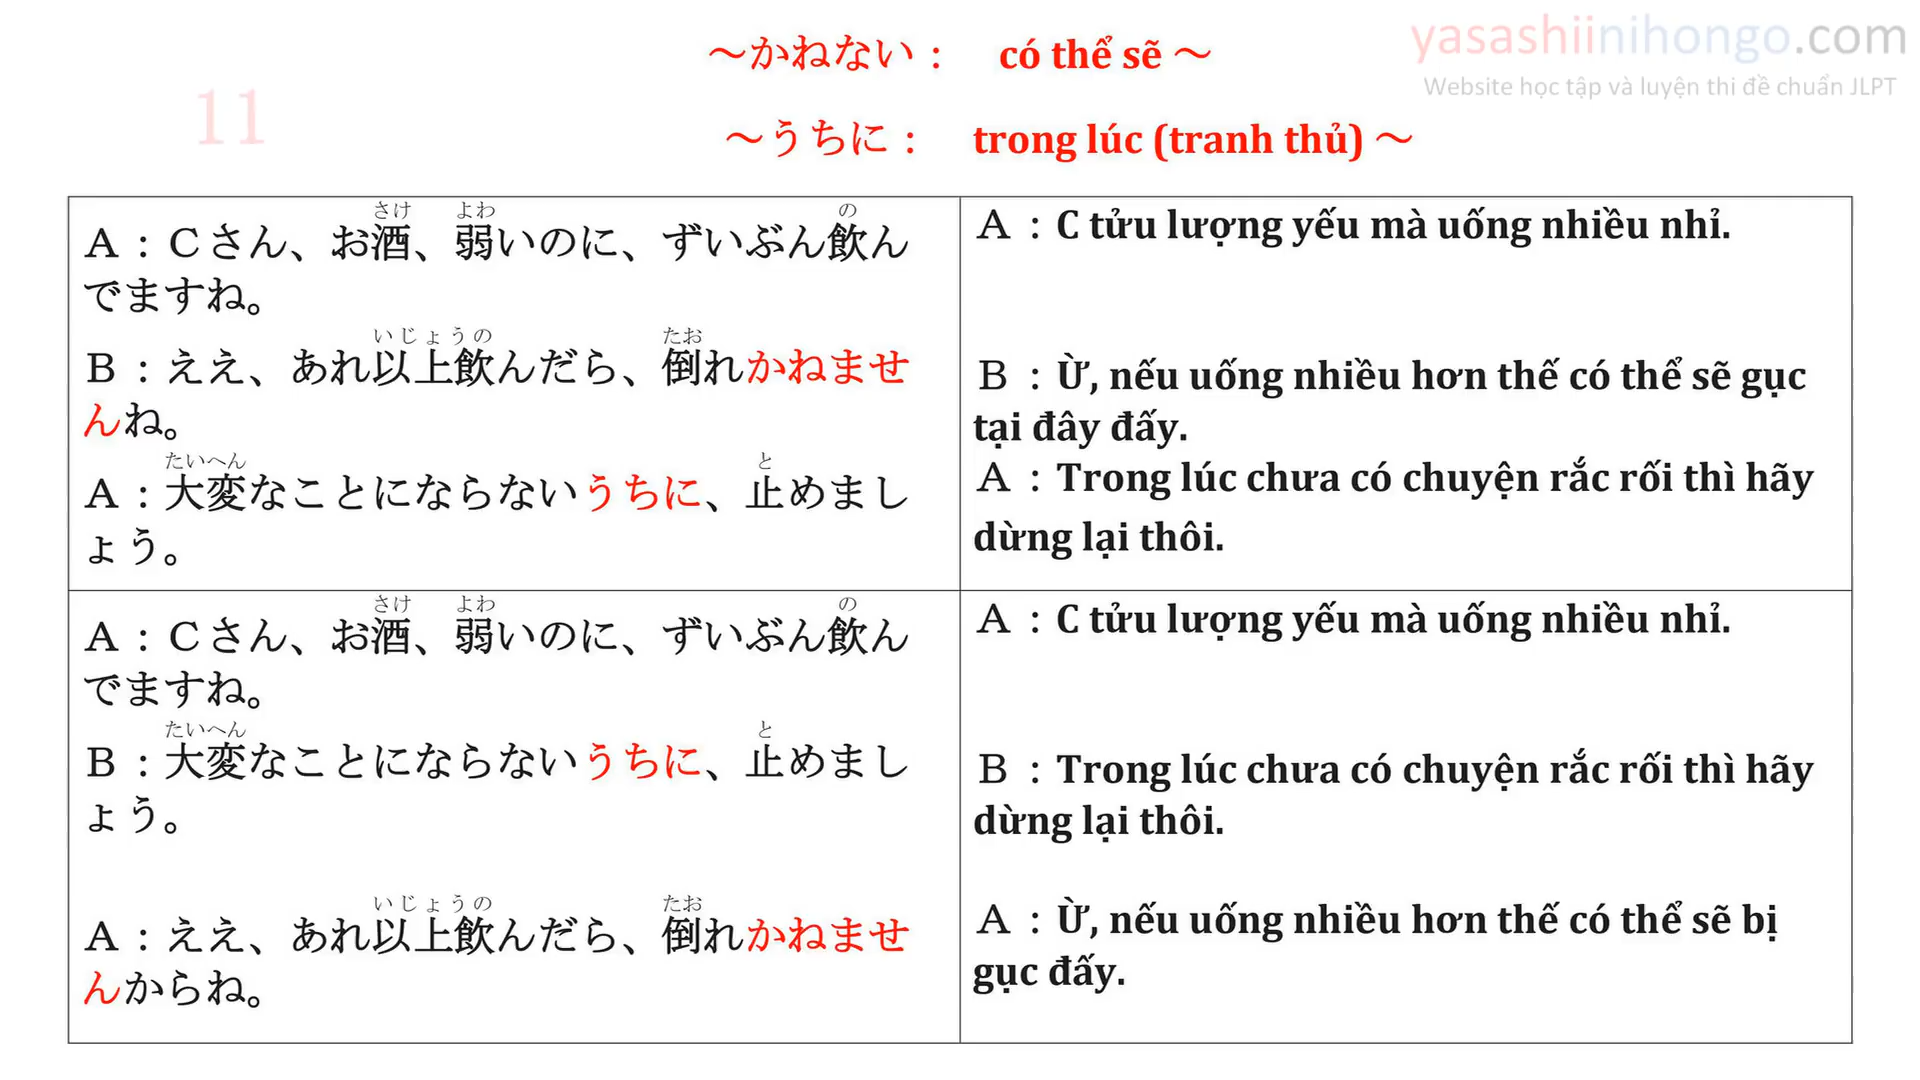 yasashiinihongo.com
Website học tập và luyện thi đề chuẩn JLPT
～かねない： có thể sẽ ～
11
～うちに： trong lúc (tranh thủ) ～
さけ よわ の
Ａ：Ｃさん、お酒、弱いのに、ずいぶん飲ん
でますね。
いじょうの たお
Ｂ：ええ、あれ以上飲んだら、倒れかねませ
んね。
たいへん と
Ａ：大変なことにならないうちに、止めまし
ょう。
Ａ：C tửu lượng yếu mà uống nhiều nhỉ.
Ｂ：Ừ, nếu uống nhiều hơn thế có thể sẽ gục
tại đây đấy.
Ａ：Trong lúc chưa có chuyện rắc rối thì hãy
dừng lại thôi.
さけ よわ の
Ａ：Ｃさん、お酒、弱いのに、ずいぶん飲ん
でますね。
たいへん と
Ｂ：大変なことにならないうちに、止めまし
ょう。
いじょうの たお
Ａ：ええ、あれ以上飲んだら、倒れかねませ
んからね。
Ａ：C tửu lượng yếu mà uống nhiều nhỉ.
Ｂ：Trong lúc chưa có chuyện rắc rối thì hãy
dừng lại thôi.
Ａ：Ừ, nếu uống nhiều hơn thế có thể sẽ bị
gục đấy.